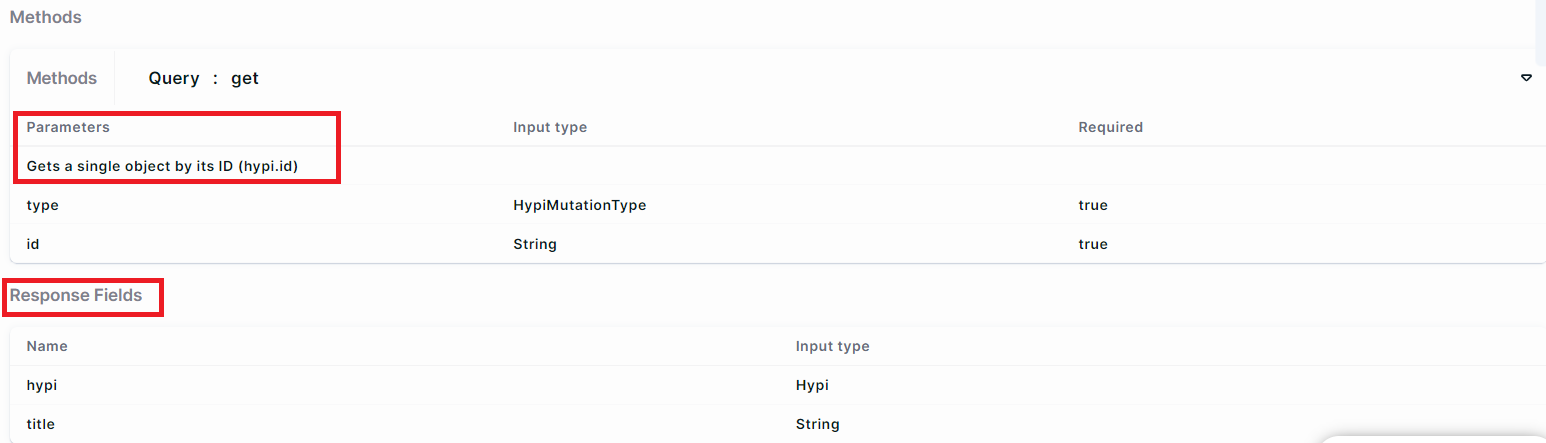 Methods
Methods Query : get
Parameters Input type Required
Gets a single object by its ID (hypi.id)
type HypiMutationType true
id String true
Response Fields
Name Input type
hypi Hypi
title String